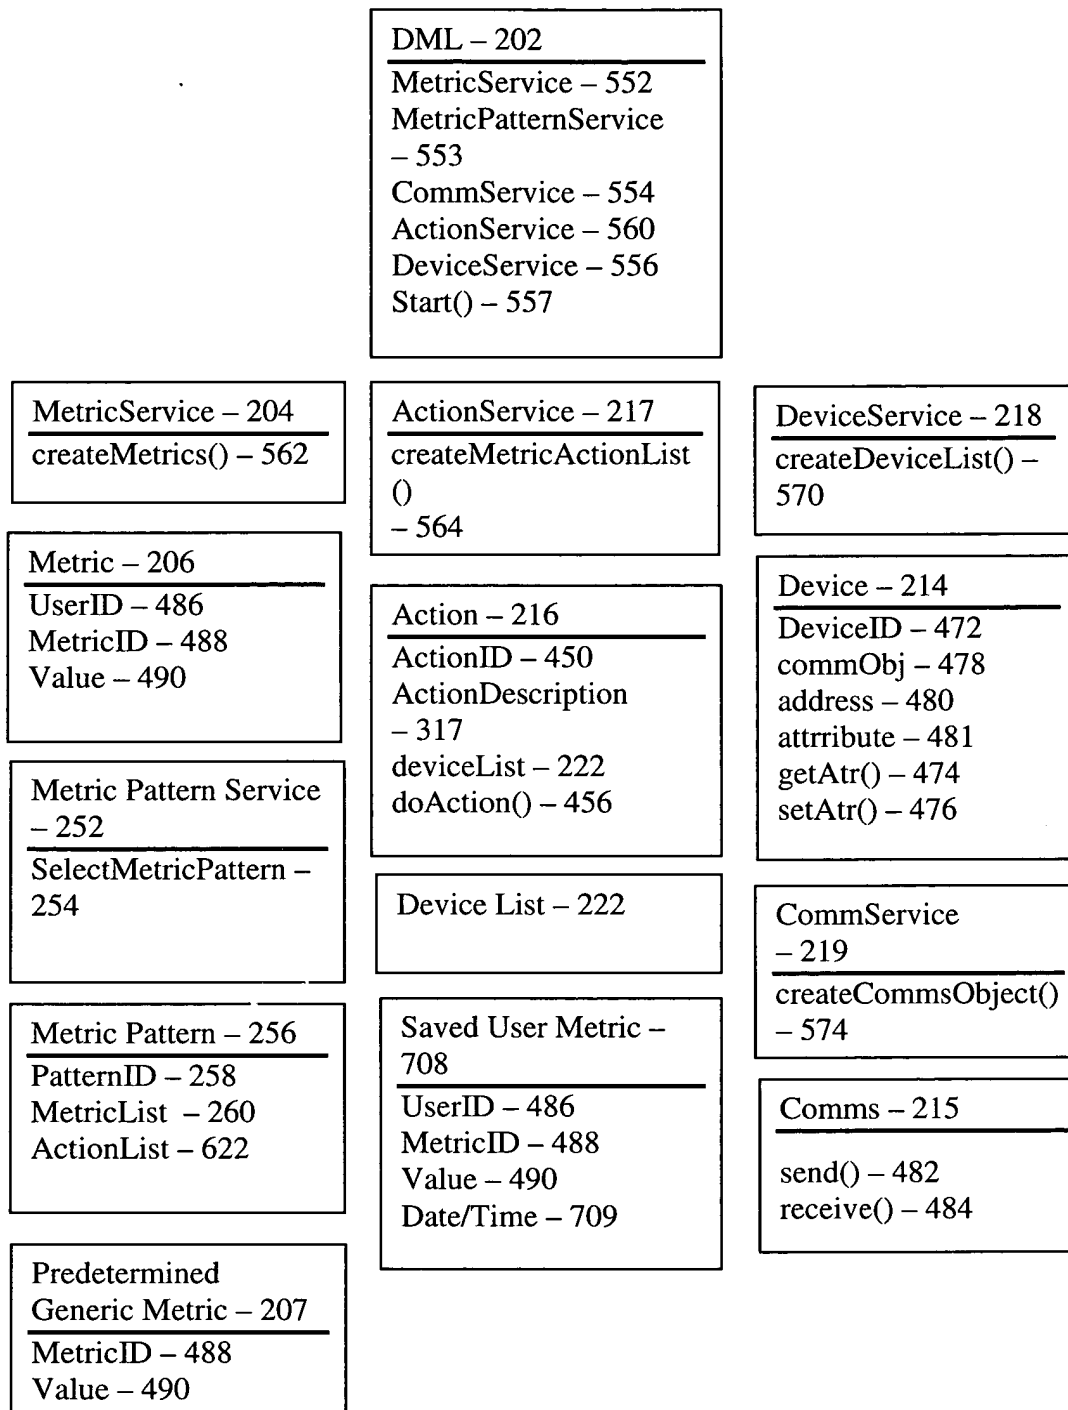 DML – 202
MetricService – 552
MetricPatternService
– 553
CommService – 554
ActionService – 560
DeviceService – 556
Start() – 557
MetricService – 204
createMetrics() – 562
Metric – 206
UserID – 486
MetricID – 488
Value – 490
Metric Pattern Service
– 252
SelectMetricPattern –
254
Metric Pattern – 256
PatternID – 258
MetricList – 260
ActionList – 622
Predetermined
Generic Metric – 207
MetricID – 488
Value – 490
ActionService – 217
createMetricActionList
()
– 564
Action – 216
ActionID – 450
ActionDescription
– 317
deviceList – 222
doAction() – 456
Device List – 222
Saved User Metric –
708
UserID – 486
MetricID – 488
Value – 490
Date/Time – 709
DeviceService – 218
createDeviceList() –
570
Device – 214
DeviceID – 472
commObj – 478
address – 480
attrribute – 481
getAtr() – 474
setAtr() – 476
CommService
– 219
createCommsObject()
– 574
Comms – 215
send() – 482
receive() – 484